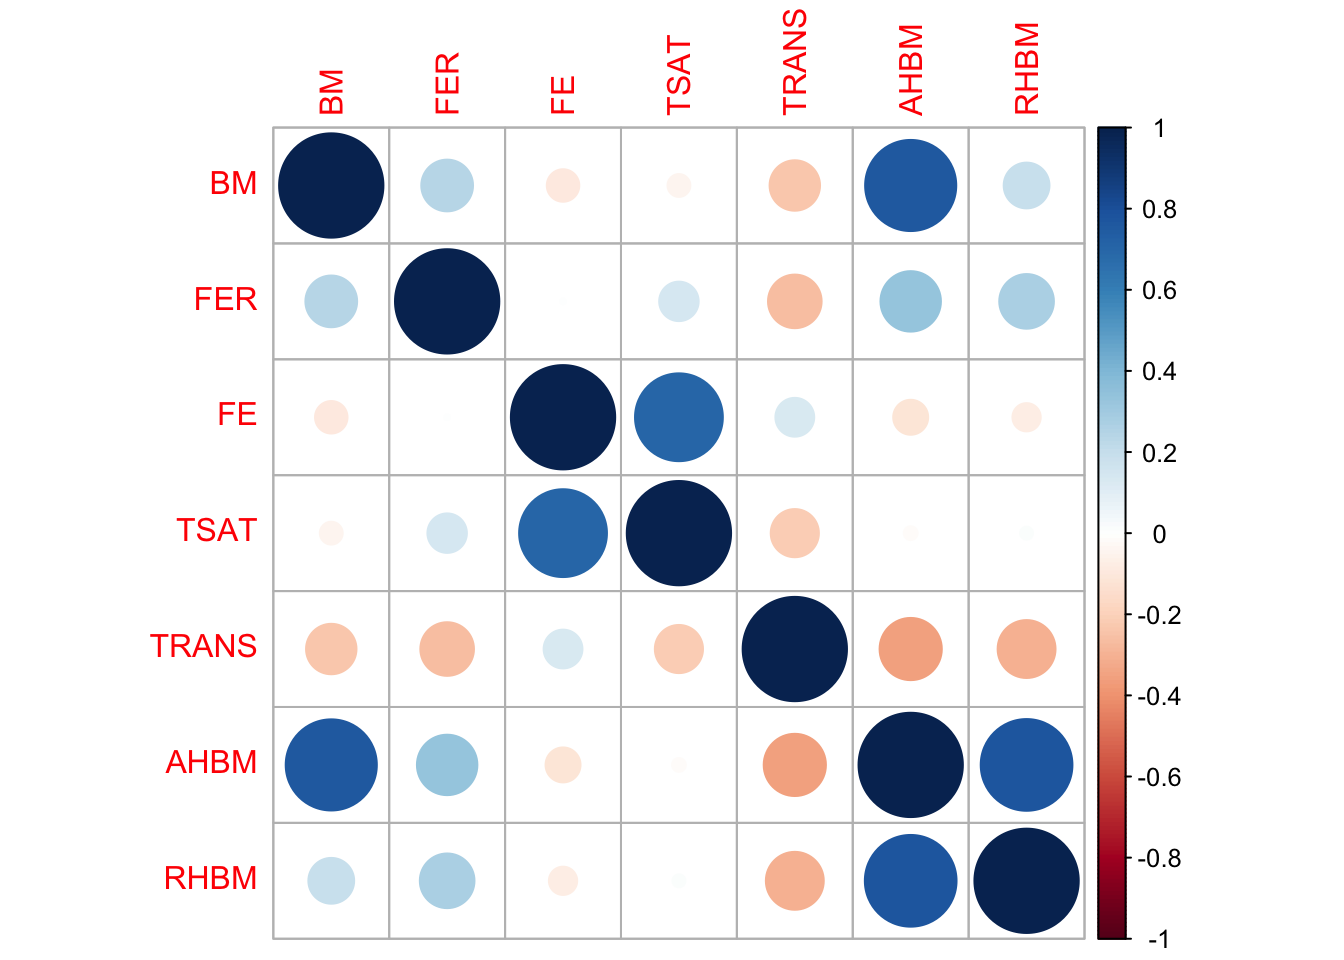 BM
FER
FE
TSAT
TRANS
AHBM
RHBM
BM
FER
FE
TSAT
TRANS
AHBM
RHBM
1
0.8
0.6
0.4
0.2
0
-0.2
-0.4
-0.6
-0.8
-1